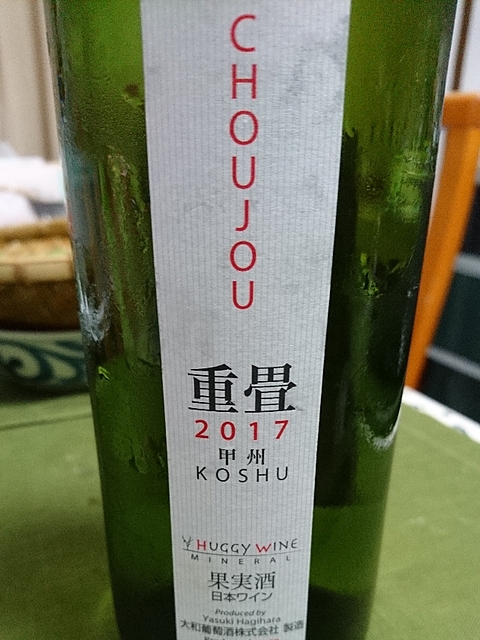 CHOUJOU
重畳
2017
甲州
KOSHU
HUGGY WINE
MINERAL
果実酒
日本ワイン
Produced by
Yasuki Hagihara
大和葡萄酒株式会社 製造